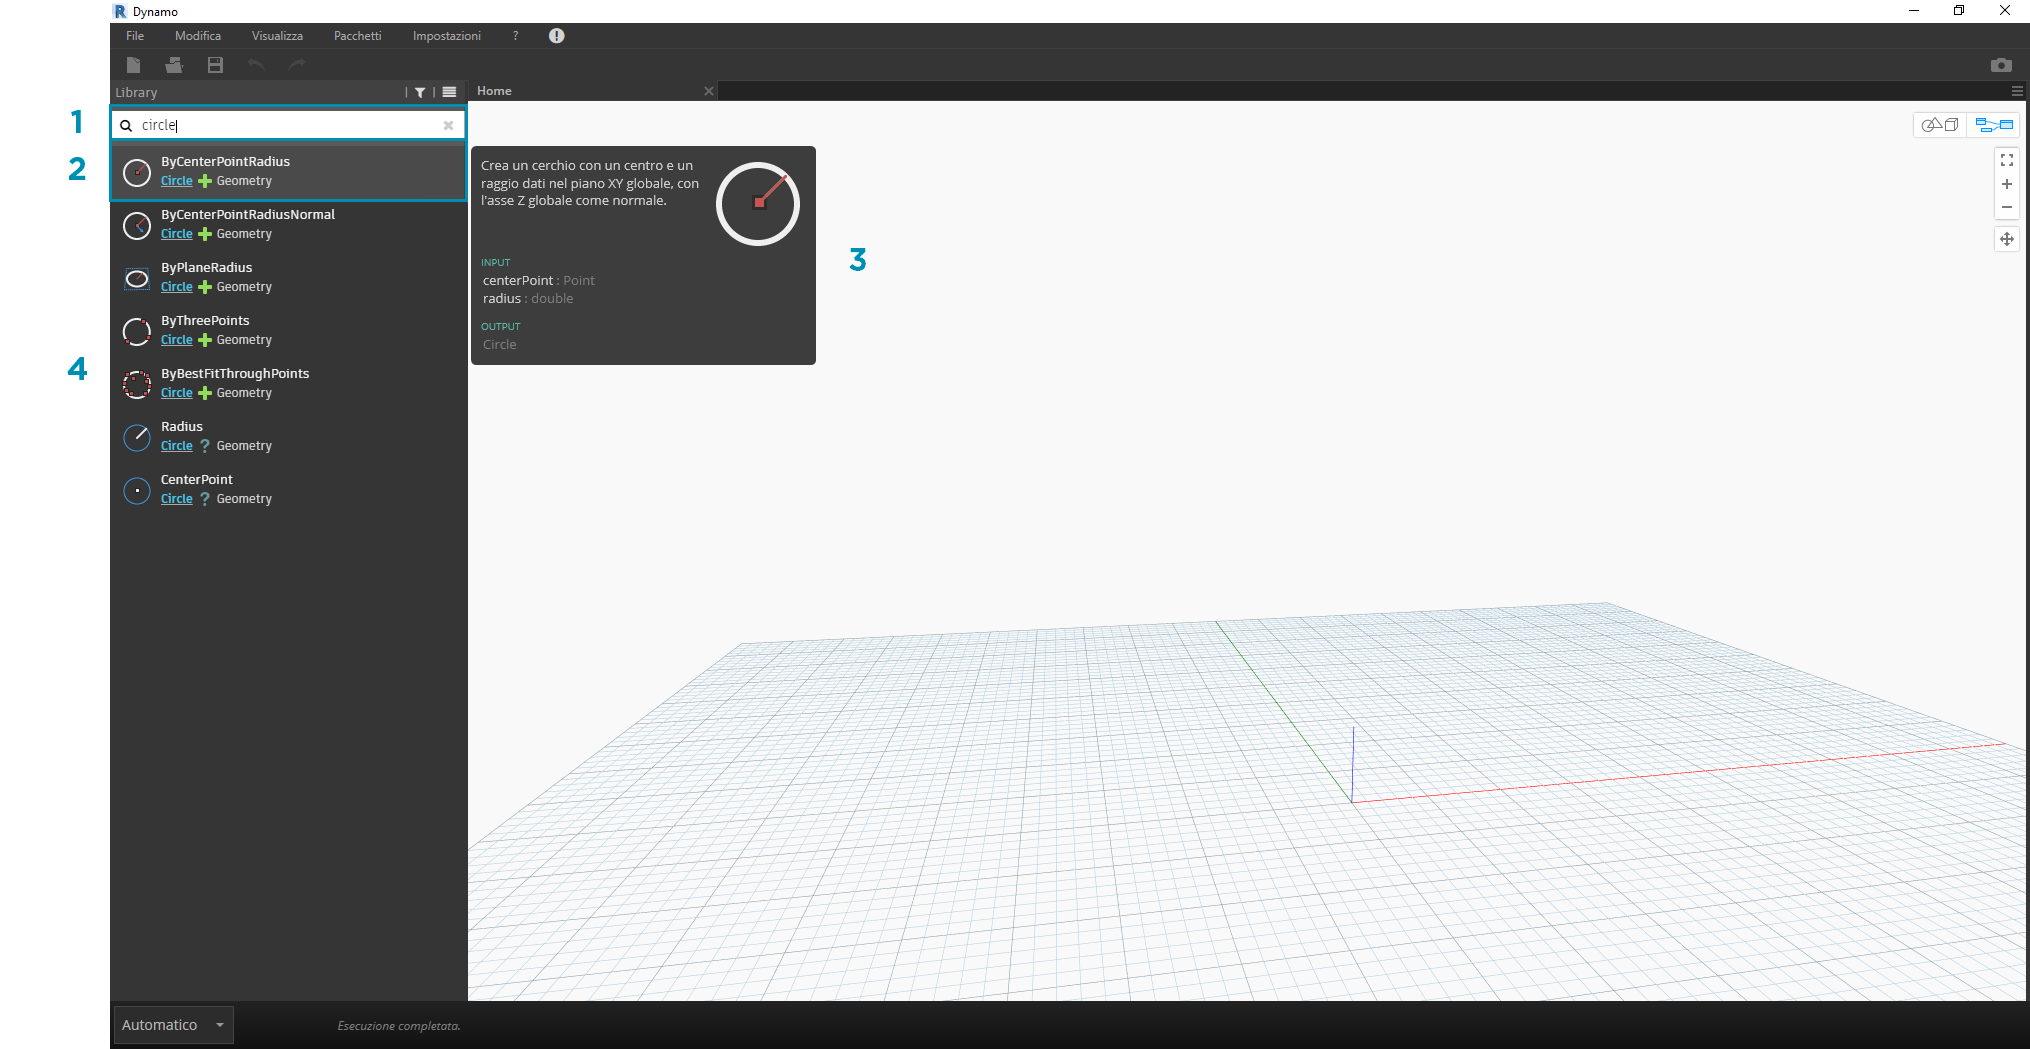 Dynamo
File Modifica Visualizza Pacchetti Impostazioni ?
Library
Home
1
circle
2
ByCenterPointRadius
Circle Geometry
ByCenterPointRadiusNormal
Circle Geometry
ByPlaneRadius
Circle Geometry
ByThreePoints
Circle Geometry
4
ByBestFitThroughPoints
Circle Geometry
Radius
Circle ? Geometry
CenterPoint
Circle ? Geometry
Crea un cerchio con un centro e un
raggio dati nel piano XY globale, con
l'asse Z globale come normale.
INPUT
centerPoint : Point
radius : double
OUTPUT
Circle
3
Automatico
Esecuzione completata.